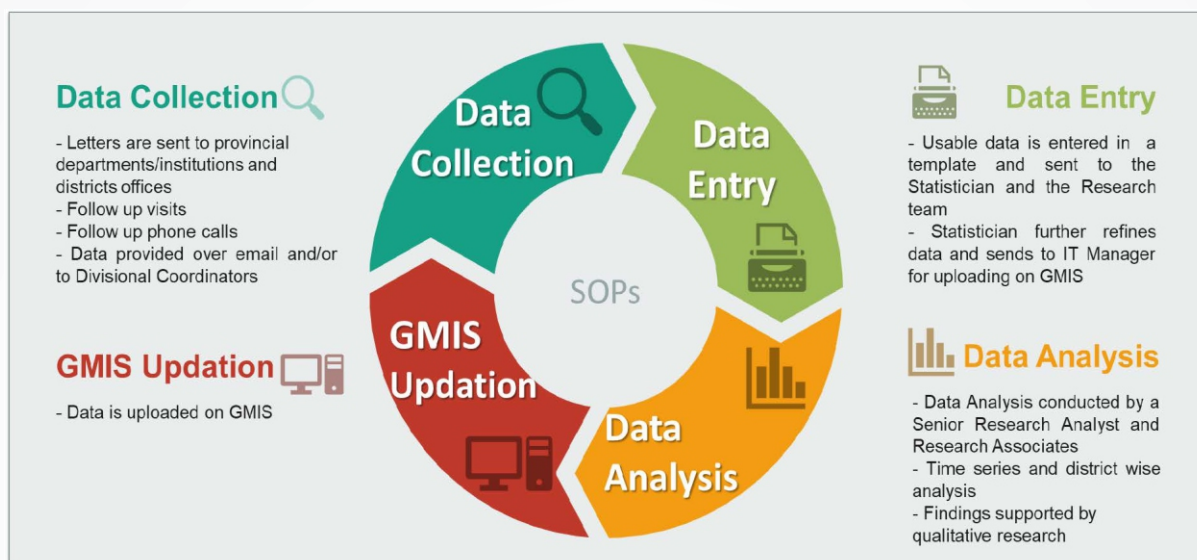 Data Collection
- Letters are sent to provincial
departments/institutions and
districts offices
- Follow up visits
- Follow up phone calls
- Data provided over email and/or
to Divisional Coordinators
GMIS Updation
- Data is uploaded on GMIS
Data
Collection
Data
Entry
SOPs
GMIS
Updation
Data
Analysis
Data Entry
- Usable data is entered in a
template and sent to the
Statistician and the Research
team
- Statistician further refines
data and sends to IT Manager
for uploading on GMIS
Data Analysis
- Data Analysis conducted by a
Senior Research Analyst and
Research Associates
- Time series and district wise
analysis
- Findings supported by
qualitative research